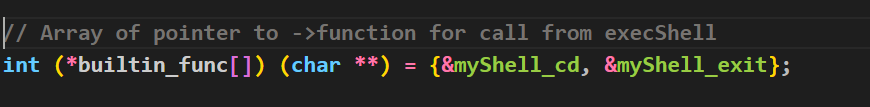 // Array of pointer to ->function for call from execShell
int (*builtin_func[]) (char **) = {&myShell_cd, &myShell_exit};